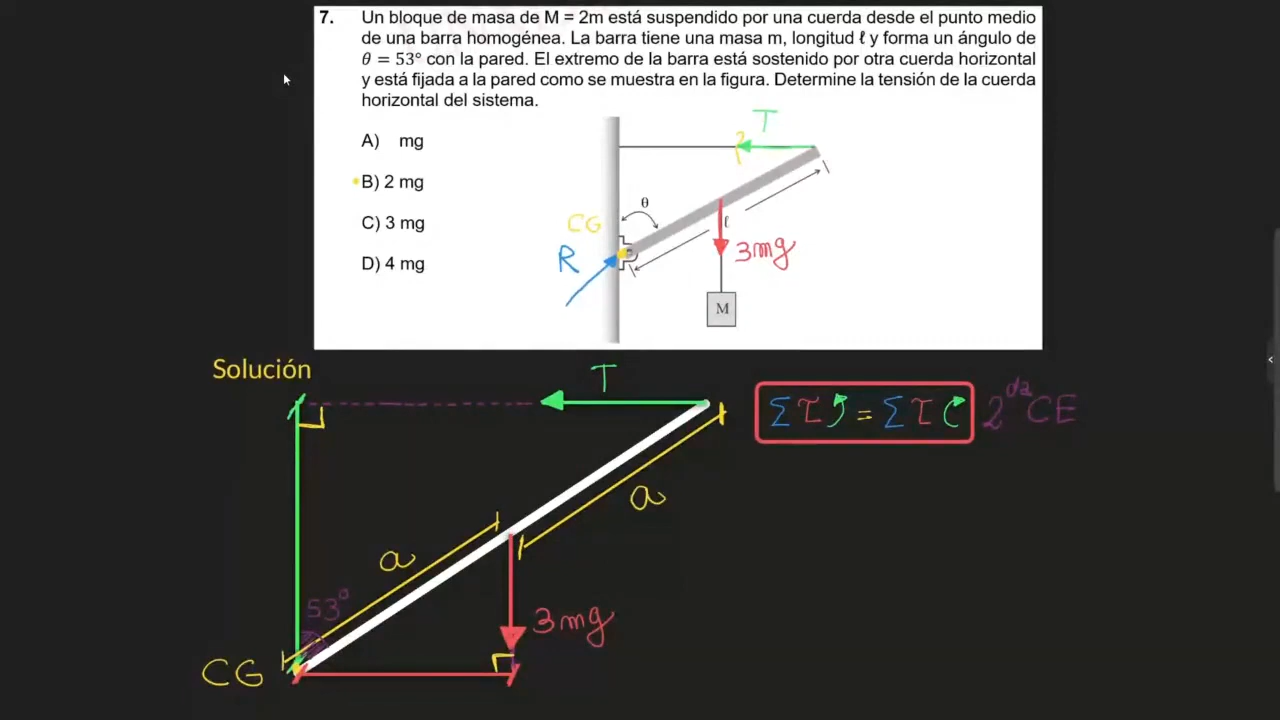 7. Un bloque de masa de M = 2m está suspendido por una cuerda desde el punto medio
de una barra homogénea. La barra tiene una masa m, longitud ℓ y forma un ángulo de
θ = 53° con la pared. El extremo de la barra está sostenido por otra cuerda horizontal
y está fijada a la pared como se muestra en la figura. Determine la tensión de la cuerda
horizontal del sistema.
A) mg
B) 2 mg
C) 3 mg
D) 4 mg
T
θ
CG
ℓ
R
3mg
M
Solución
T
Σ τ ↺ = Σ τ ↻ 2da CE
a
a
53°
3mg
CG